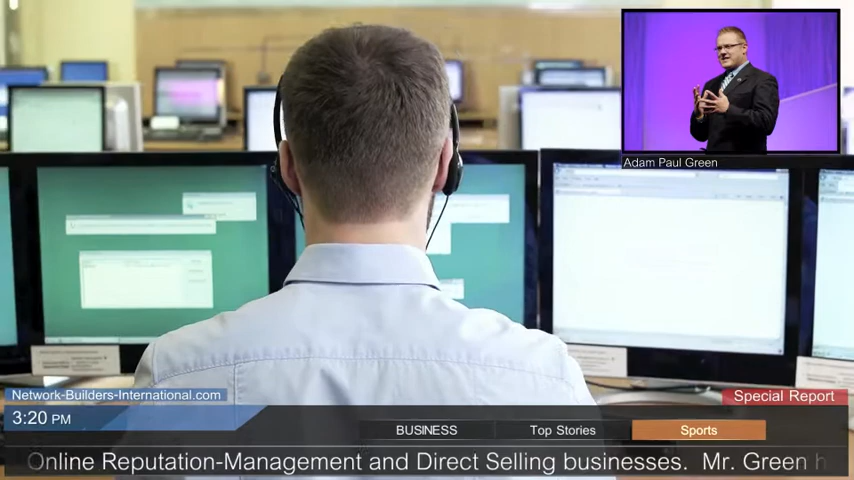 Adam Paul Green
Network-Builders-International.com
Special Report
3:20 PM
BUSINESS
Top Stories
Sports
Online Reputation-Management and Direct Selling businesses. Mr. Green h